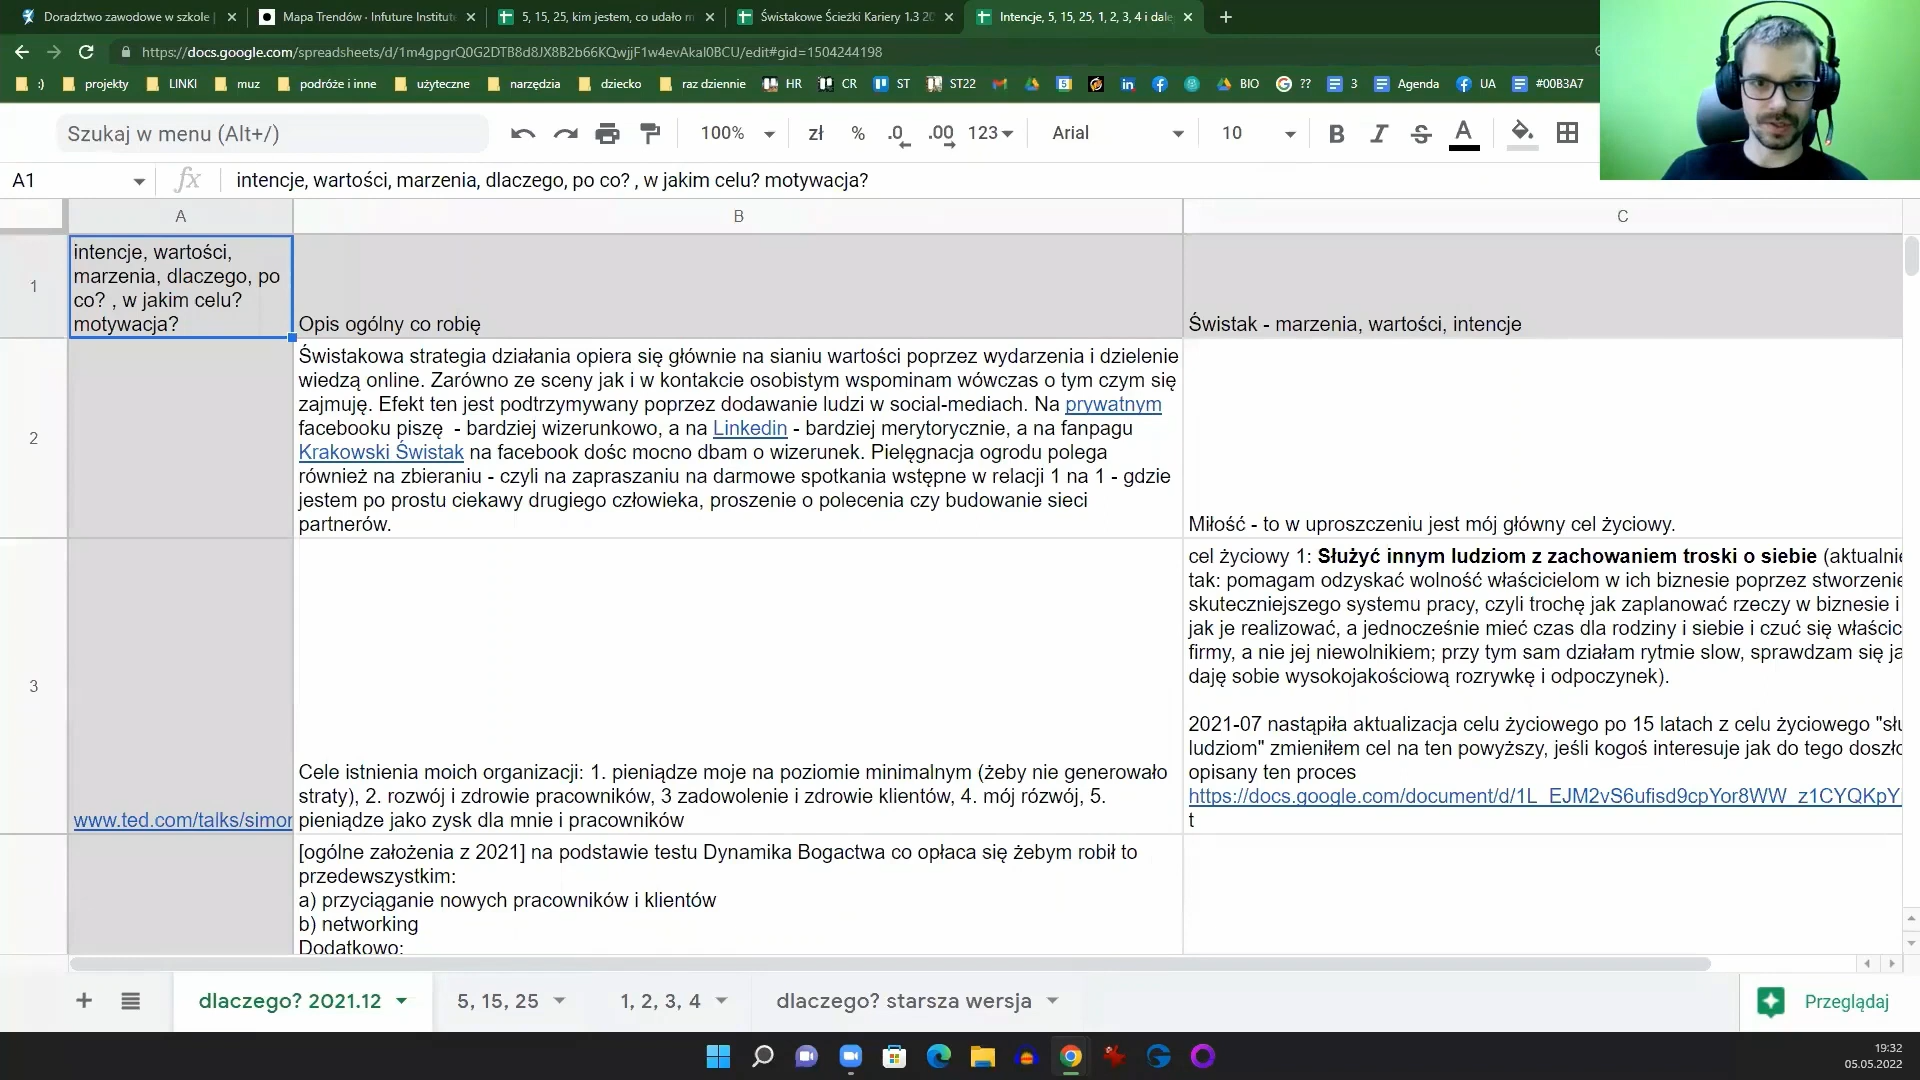 Doradztwo zawodowe w szkole |
Mapa Trendów · Infuture Institute
5, 15, 25, kim jestem, co udało m
Świstakowe Ścieżki Kariery 1.3 20
Intencje, 5, 15, 25, 1, 2, 3, 4 i dale
https://docs.google.com/spreadsheets/d/1m4gpgrQ0G2DTB8d8JX8B2b66KQwjjF1w4evAkal0BCU/edit#gid=1504244198
:) projekty LINKI muz podróże i inne użyteczne narzędzia dziecko raz dziennie HR CR ST ST22 BIO ?? 3 Agenda UA #00B3A7
Szukaj w menu (Alt+/)
100% zł % .0 .00 123 Arial 10 B I S A
A1 fx intencje, wartości, marzenia, dlaczego, po co? , w jakim celu? motywacja?
A B C
1
intencje, wartości,
marzenia, dlaczego, po
co? , w jakim celu?
motywacja?
Opis ogólny co robię
Świstak - marzenia, wartości, intencje
2
Świstakowa strategia działania opiera się głównie na sianiu wartości poprzez wydarzenia i dzielenie
wiedzą online. Zarówno ze sceny jak i w kontakcie osobistym wspominam wówczas o tym czym się
zajmuję. Efekt ten jest podtrzymywany poprzez dodawanie ludzi w social-mediach. Na prywatnym
facebooku piszę - bardziej wizerunkowo, a na Linkedin - bardziej merytorycznie, a na fanpagu
Krakowski Świstak na facebook dośc mocno dbam o wizerunek. Pielęgnacja ogrodu polega
również na zbieraniu - czyli na zapraszaniu na darmowe spotkania wstępne w relacji 1 na 1 - gdzie
jestem po prostu ciekawy drugiego człowieka, proszenie o polecenia czy budowanie sieci
partnerów.
Miłość - to w uproszczeniu jest mój główny cel życiowy.
3
www.ted.com/talks/simon
Cele istnienia moich organizacji: 1. pieniądze moje na poziomie minimalnym (żeby nie generowało
straty), 2. rozwój i zdrowie pracowników, 3 zadowolenie i zdrowie klientów, 4. mój rózwój, 5.
pieniądze jako zysk dla mnie i pracowników
cel życiowy 1: Służyć innym ludziom z zachowaniem troski o siebie (aktualnie
tak: pomagam odzyskać wolność właścicielom w ich biznesie poprzez stworzenie
skuteczniejszego systemu pracy, czyli trochę jak zaplanować rzeczy w biznesie i
jak je realizować, a jednocześnie mieć czas dla rodziny i siebie i czuć się właścic
firmy, a nie jej niewolnikiem; przy tym sam działam rytmie slow, sprawdzam się ja
daję sobie wysokojakościową rozrywkę i odpoczynek).
2021-07 nastąpiła aktualizacja celu życiowego po 15 latach z celu życiowego "słu
ludziom" zmieniłem cel na ten powyższy, jeśli kogoś interesuje jak do tego doszło
opisany ten proces
https://docs.google.com/document/d/1L_EJM2vS6ufisd9cpYor8WW_z1CYQKpY
t
[ogólne założenia z 2021] na podstawie testu Dynamika Bogactwa co opłaca się żebym robił to
przedewszystkim:
a) przyciąganie nowych pracowników i klientów
b) networking
Dodatkowo:
dlaczego? 2021.12
5, 15, 25
1, 2, 3, 4
dlaczego? starsza wersja
Przeglądaj
19:32
05.05.2022